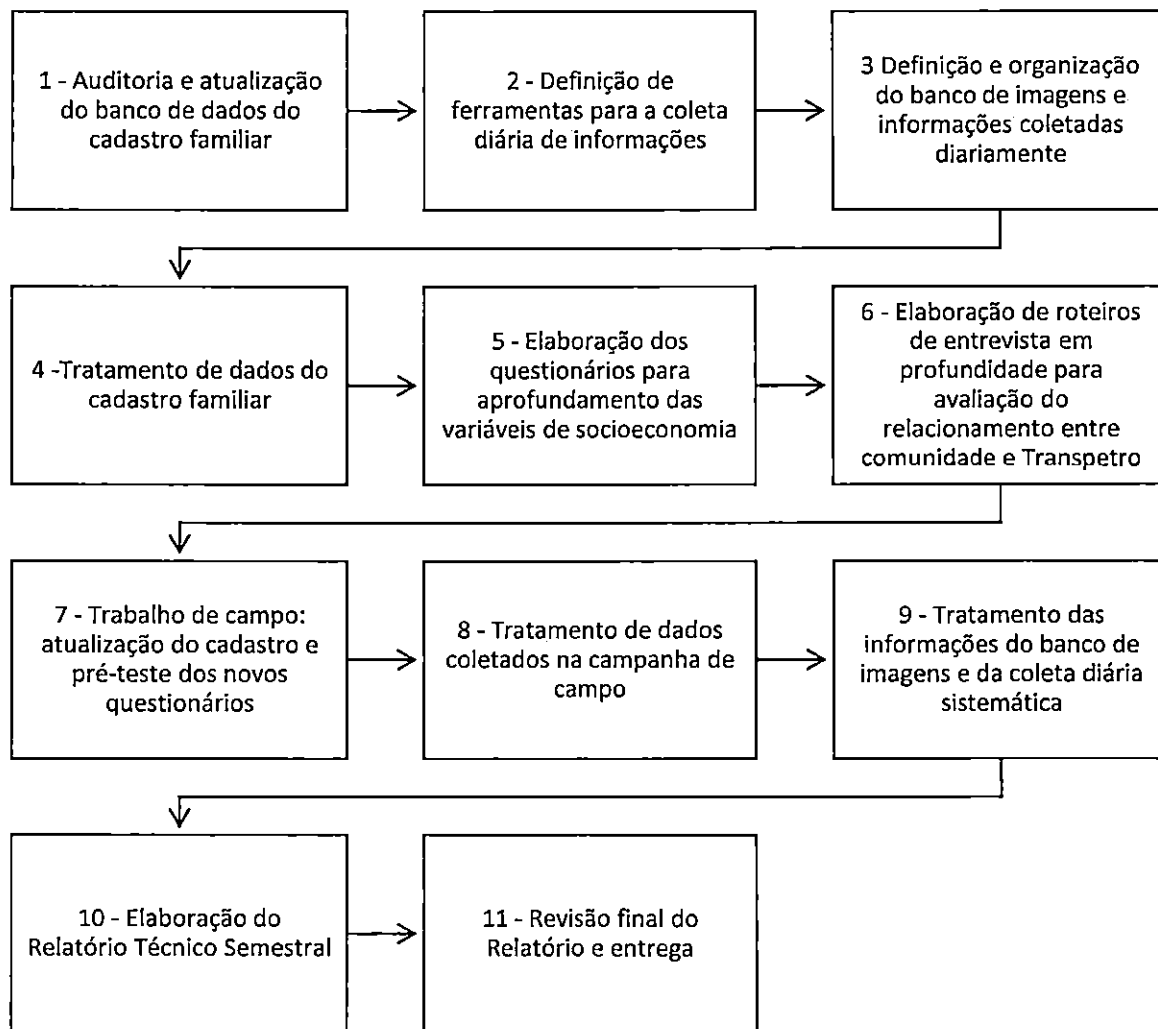 1 - Auditoria e atualização
do banco de dados do
cadastro familiar
2 - Definição de
ferramentas para a coleta
diária de informações
3 Definição e organização
do banco de imagens e
informações coletadas
diariamente
4 -Tratamento de dados do
cadastro familiar
5 - Elaboração dos
questionários para
aprofundamento das
variáveis de socioeconomia
6 - Elaboração de roteiros
de entrevista em
profundidade para
avaliação do
relacionamento entre
comunidade e Transpetro
7 - Trabalho de campo:
atualização do cadastro e
pré-teste dos novos
questionários
8 - Tratamento de dados
coletados na campanha de
campo
9 - Tratamento das
informações do banco de
imagens e da coleta diária
sistemática
10 - Elaboração do
Relatório Técnico Semestral
11 - Revisão final do
Relatório e entrega